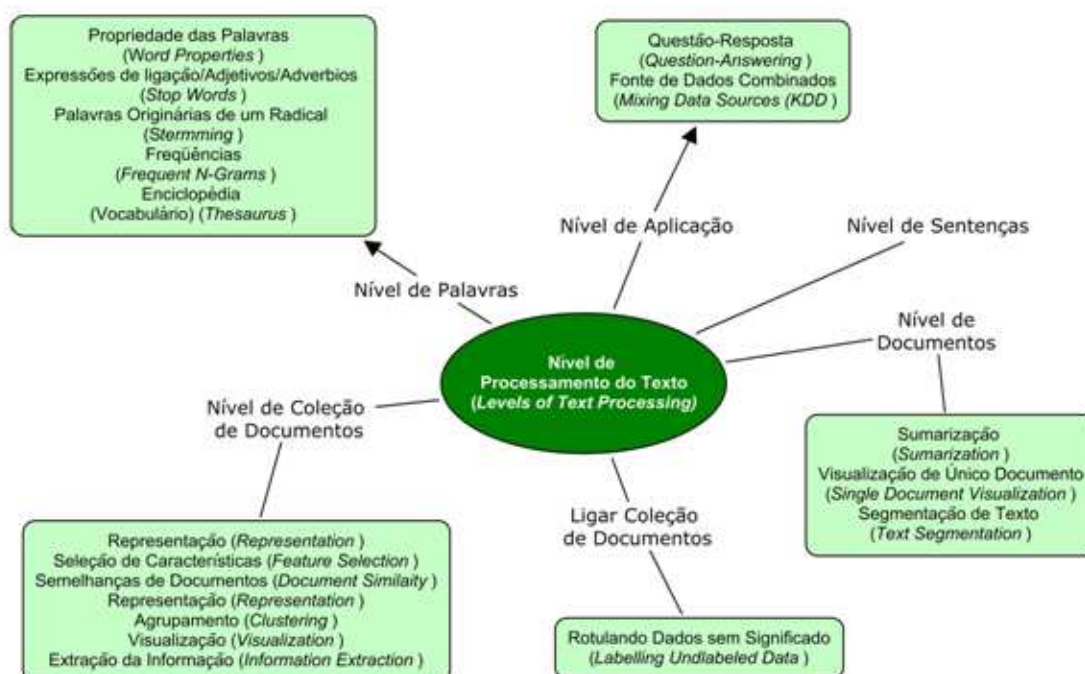 Propriedade das Palavras
(Word Properties )
Expressões de ligação/Adjetivos/Adverbios
(Stop Words )
Palavras Originárias de um Radical
(Stermming )
Freqüências
(Frequent N-Grams )
Enciclopédia
(Vocabulário) (Thesaurus )
Questão-Resposta
(Question-Answering )
Fonte de Dados Combinados
(Mixing Data Sources (KDD )
Nível de Aplicação
Nível de Sentenças
Nível de Palavras
Nível de
Documentos
Nível de
Processamento do Texto
(Levels of Text Processing)
Nível de Coleção
de Documentos
Sumarização
(Sumarization )
Visualização de Único Documento
(Single Document Visualization )
Segmentação de Texto
(Text Segmentation )
Ligar Coleção
de Documentos
Representação (Representation )
Seleção de Características (Feature Selection )
Semelhanças de Documentos (Document Similaity )
Representação (Representation )
Agrupamento (Clustering )
Visualização (Visualization )
Extração da Informação (Information Extraction )
Rotulando Dados sem Significado
(Labelling Undlabeled Data )